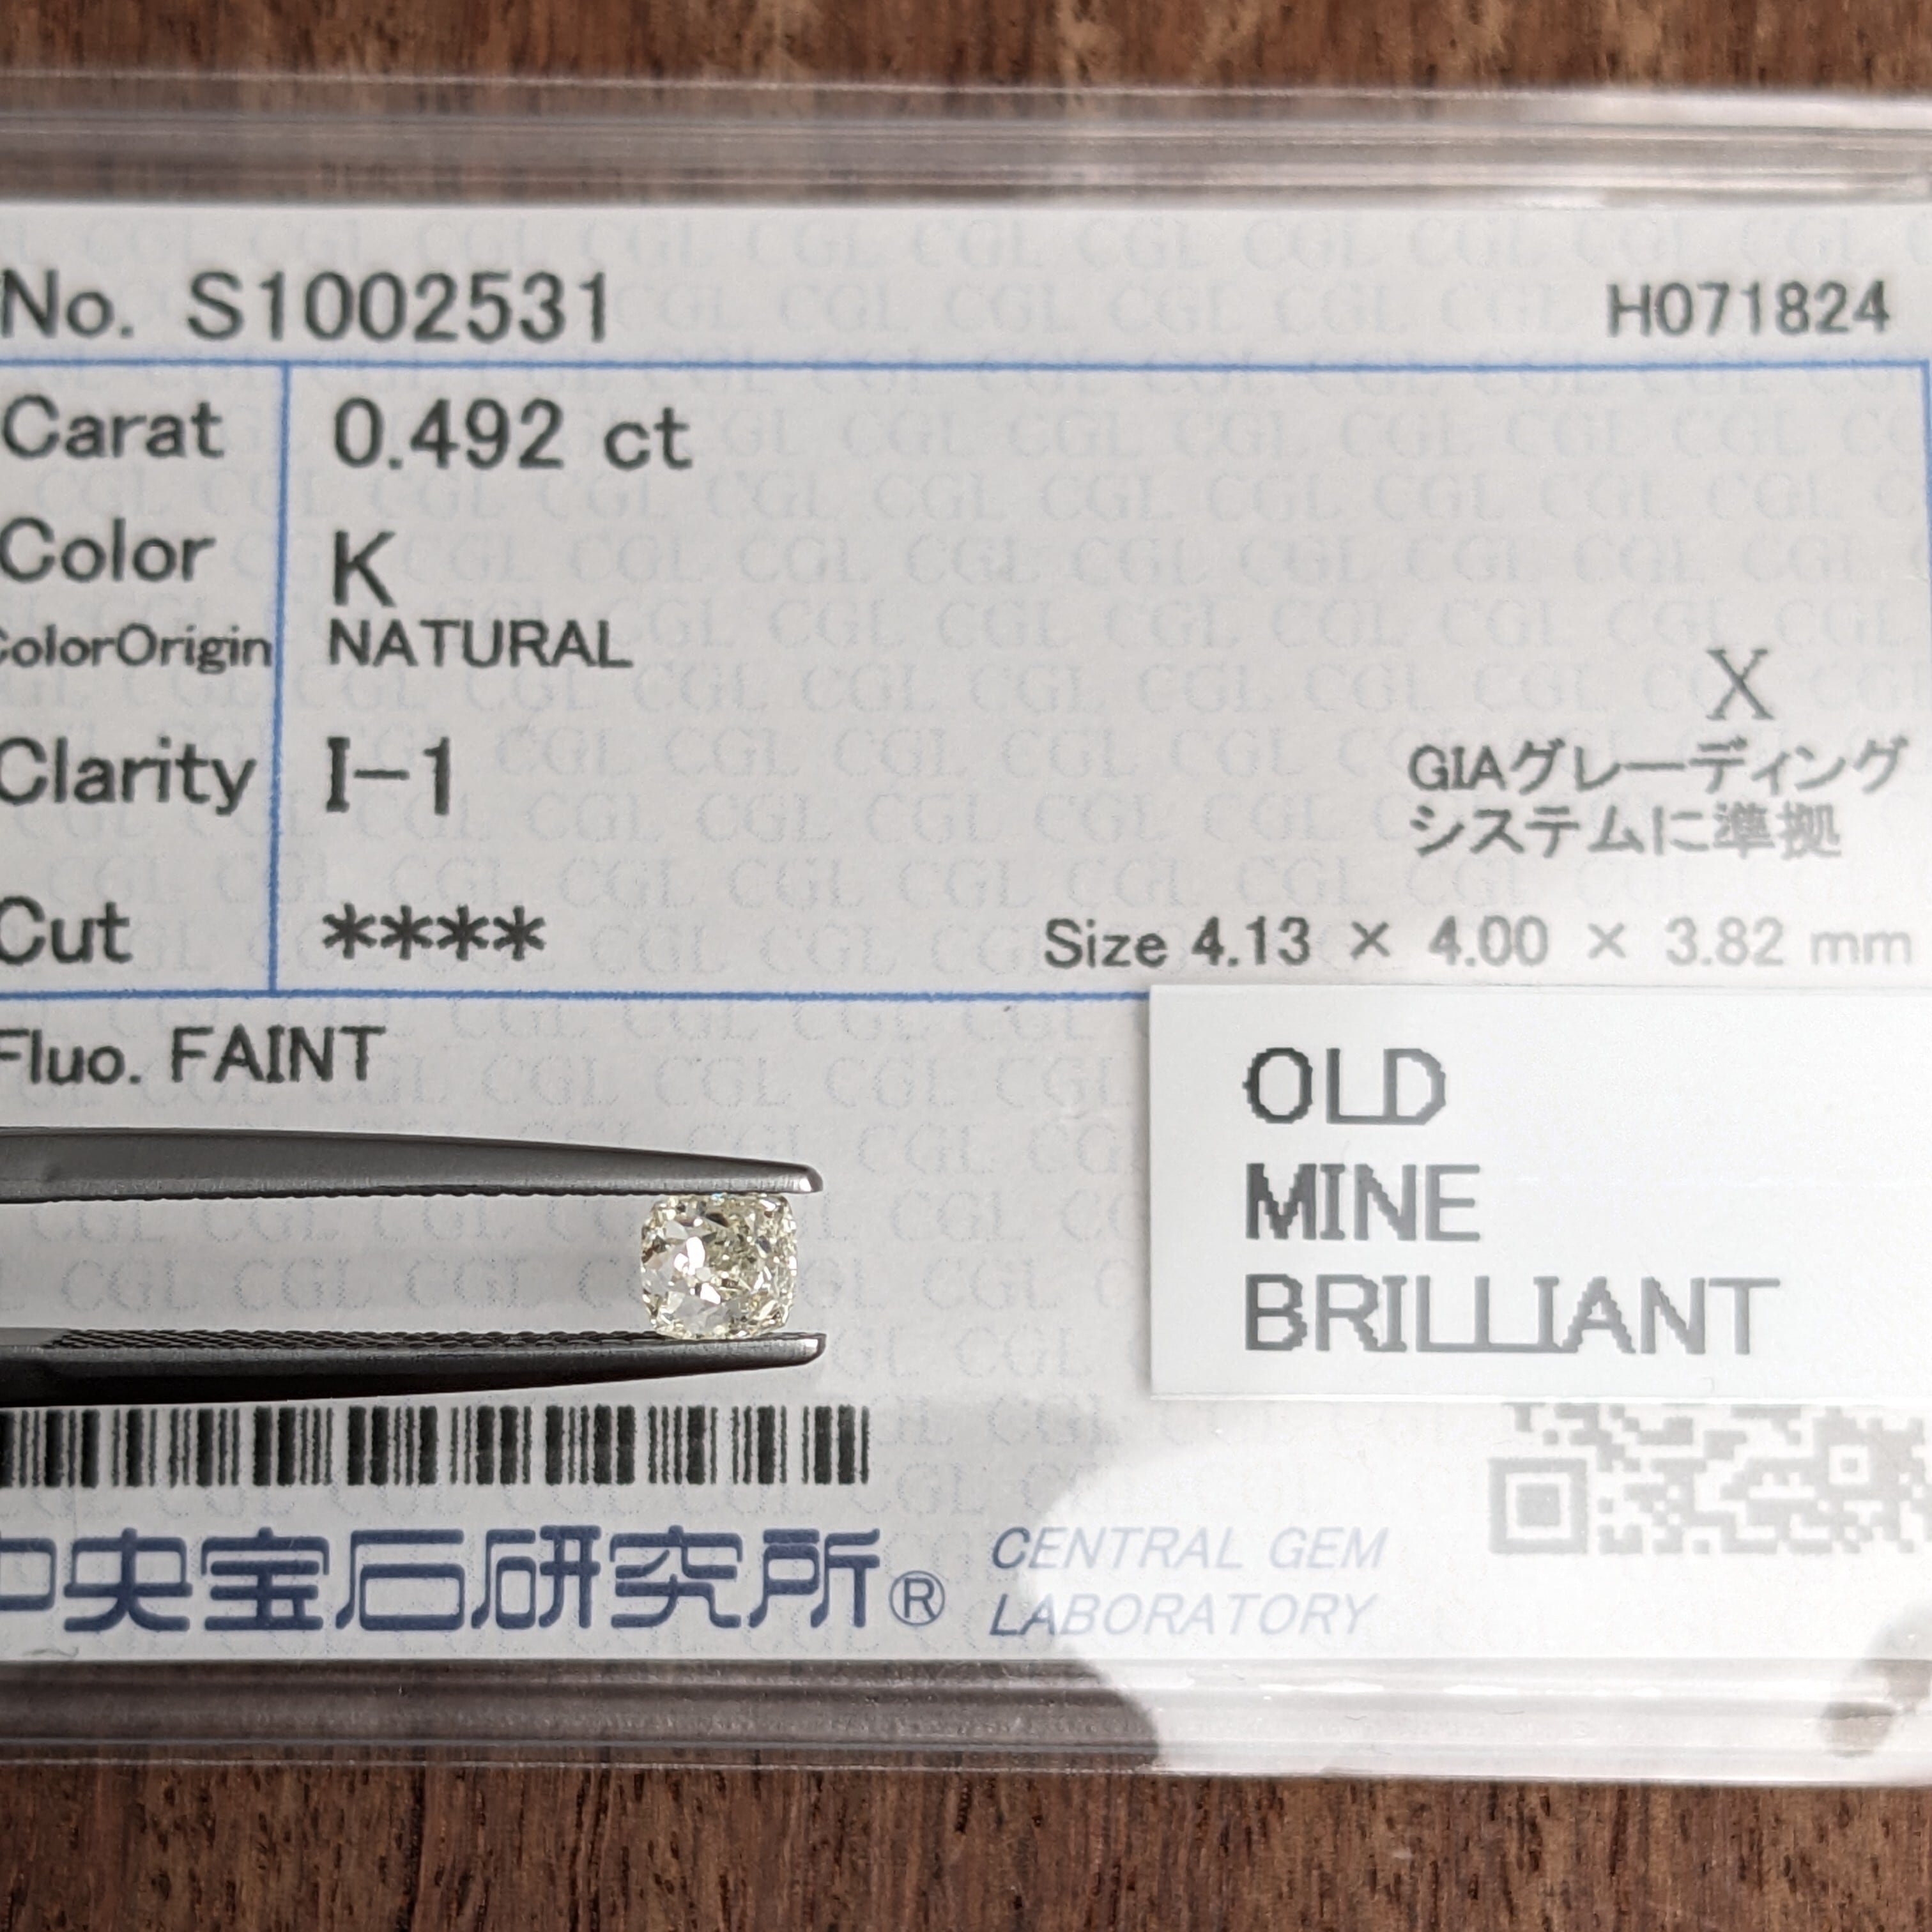 No. S1002531 H071824
Carat 0.492 ct
Color K
ColorOrigin NATURAL
X
Clarity I-1
GIAグレーディング
システムに準拠
Cut ****
Size 4.13 × 4.00 × 3.82 mm
Fluo. FAINT
OLD
MINE
BRILLIANT
中央宝石研究所®
CENTRAL GEM
LABORATORY